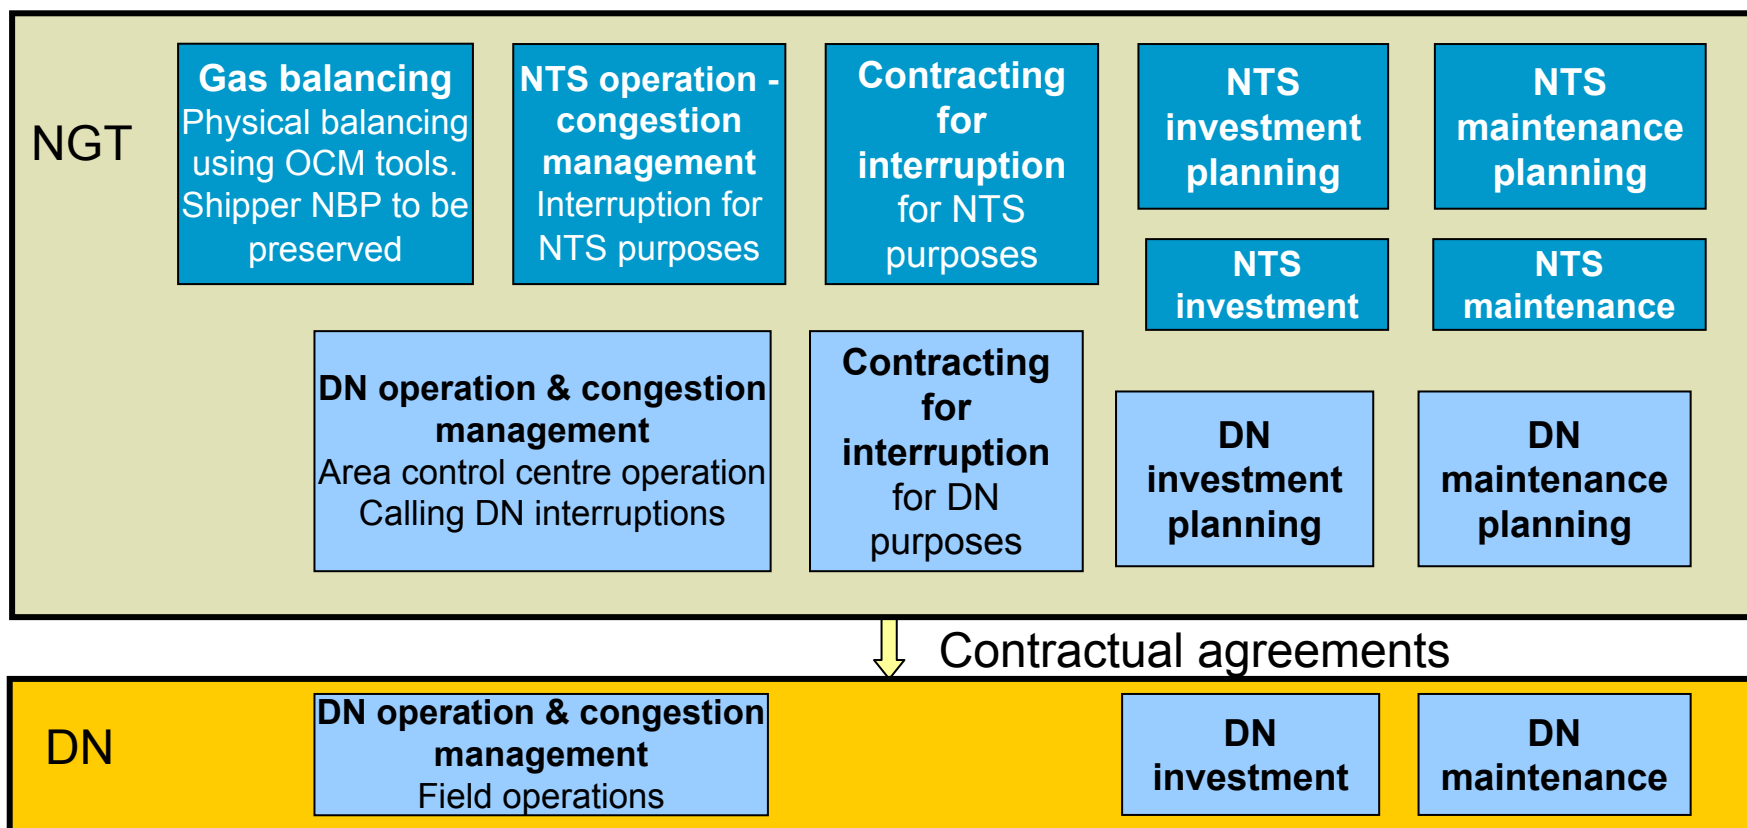 NGT
Gas balancing
Physical balancing
using OCM tools.
Shipper NBP to be
preserved
NTS operation -
congestion
management
Interruption for
NTS purposes
Contracting
for
interruption
for NTS
purposes
NTS
investment
planning
NTS
maintenance
planning
NTS
investment
NTS
maintenance
DN operation & congestion
management
Area control centre operation
Calling DN interruptions
Contracting
for
interruption
for DN
purposes
DN
investment
planning
DN
maintenance
planning
Contractual agreements
DN
DN operation & congestion
management
Field operations
DN
investment
DN
maintenance